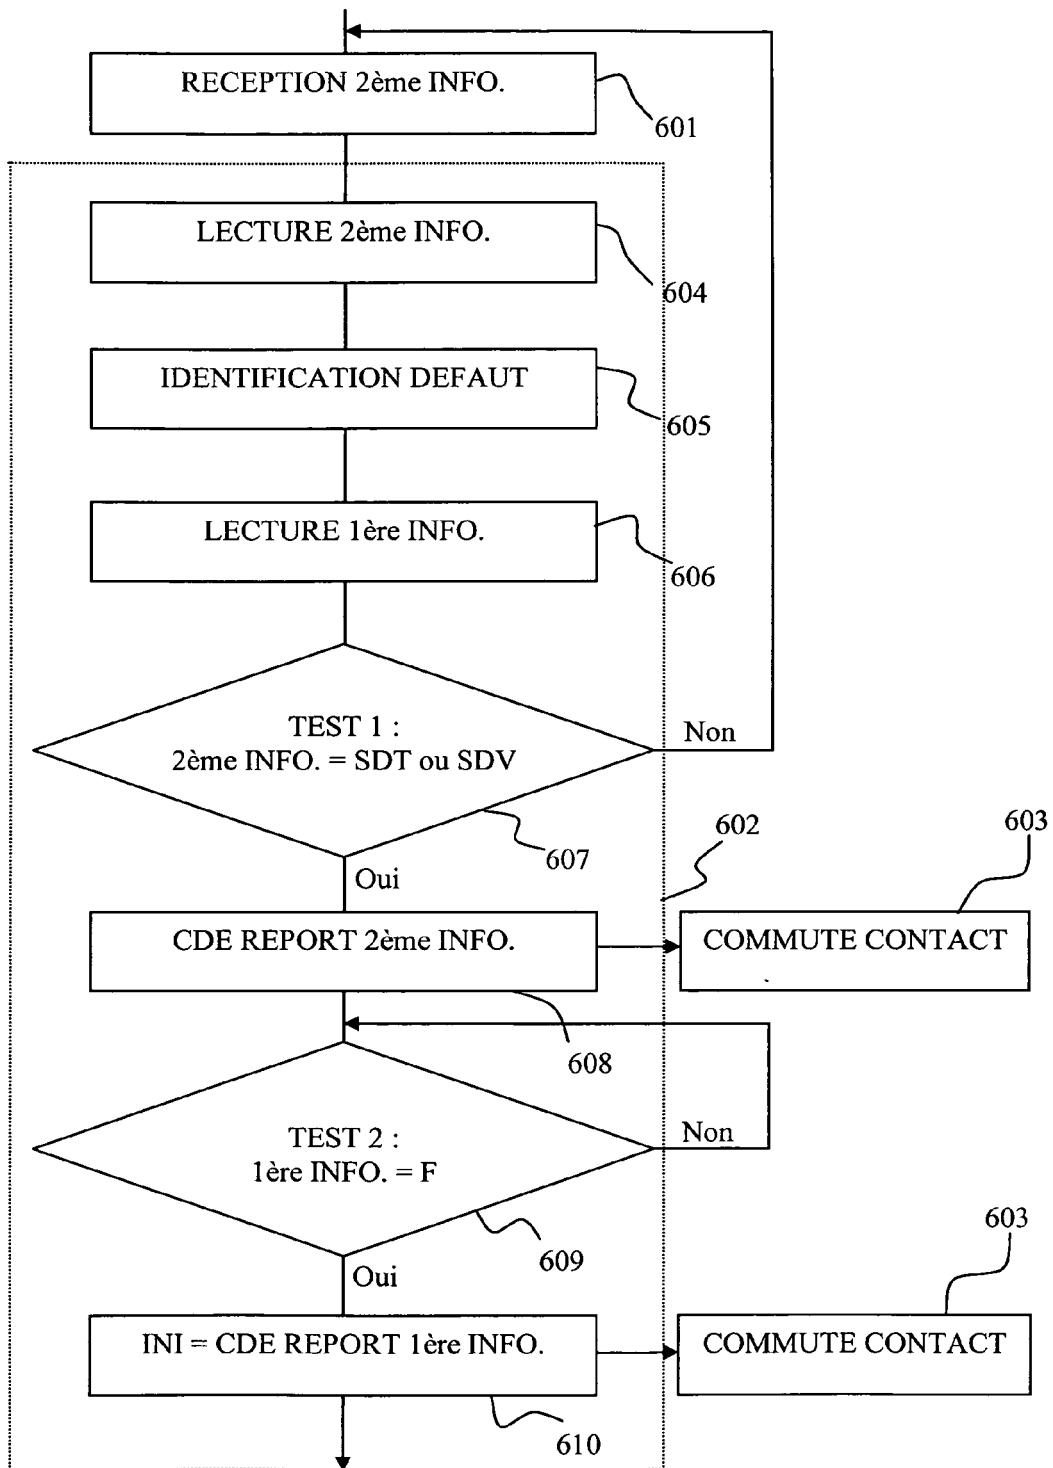 RECEPTION 2ème INFO.
601
LECTURE 2ème INFO.
604
IDENTIFICATION DEFAUT
605
LECTURE 1ère INFO.
606
TEST 1 :
2ème INFO. = SDT ou SDV
Non
607
Oui
602
603
CDE REPORT 2ème INFO.
COMMUTE CONTACT
608
TEST 2 :
1ère INFO. = F
Non
609
Oui
603
INI = CDE REPORT 1ère INFO.
COMMUTE CONTACT
610